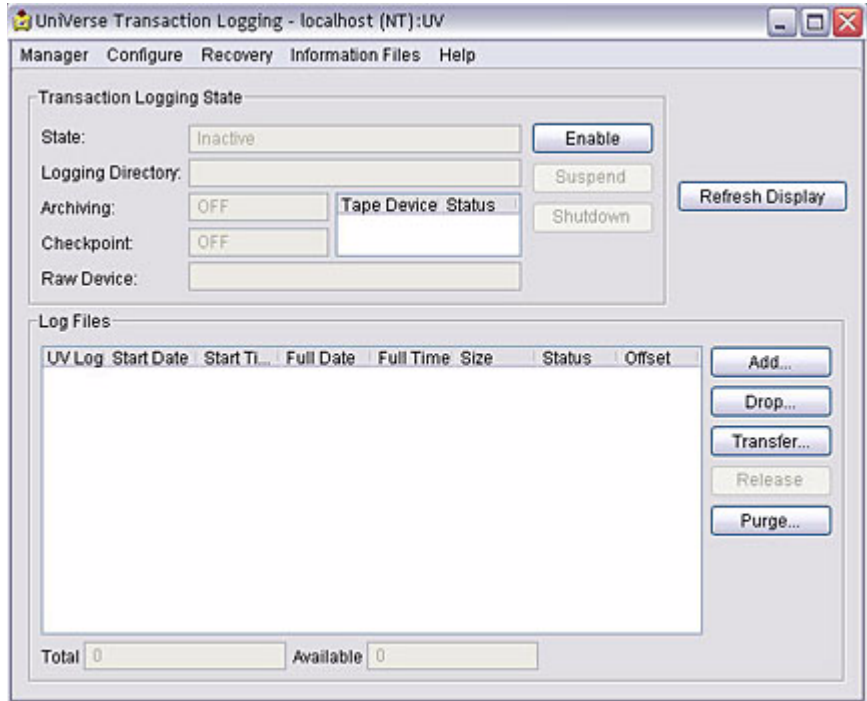 UniVerse Transaction Logging - localhost (NT):UV
Manager Configure Recovery Information Files Help
Transaction Logging State
State: Inactive Enable
Logging Directory: Suspend
Archiving: OFF Tape Device Status Shutdown Refresh Display
Checkpoint: OFF
Raw Device:
Log Files
UV Log Start Date Start Ti... Full Date Full Time Size Status Offset
Add...
Drop...
Transfer...
Release
Purge...
Total 0 Available 0